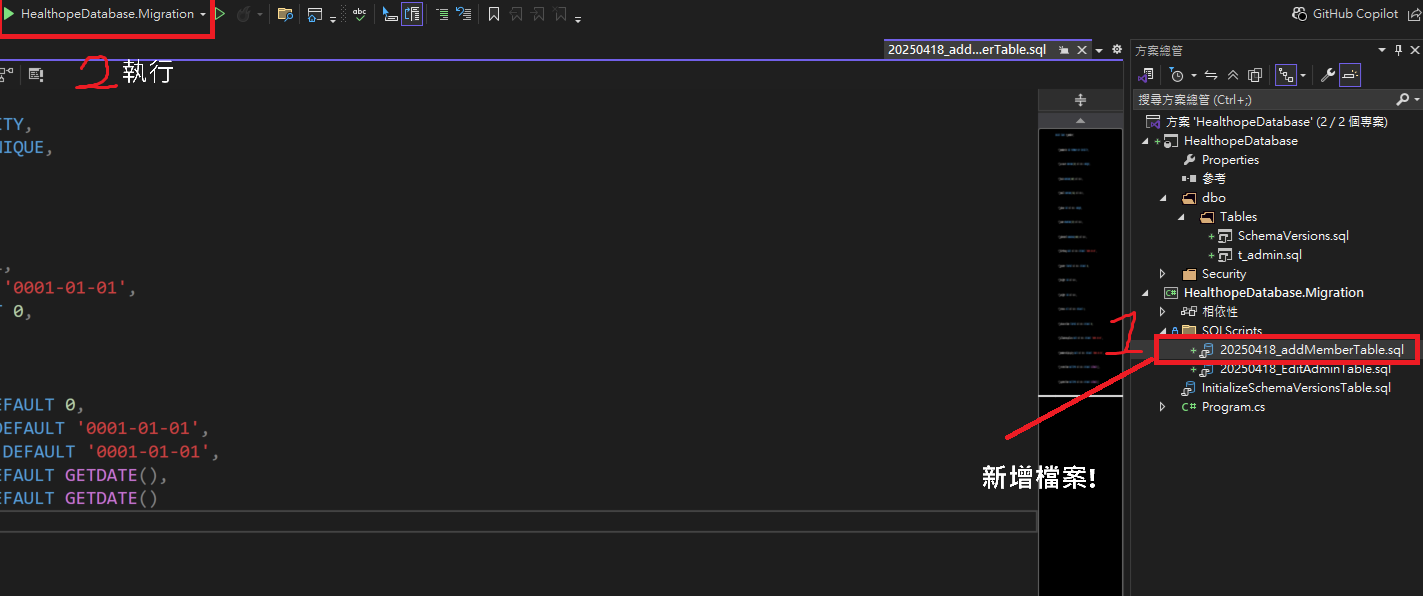 HealthopeDatabase.Migration
GitHub Copilot
20250418_add...erTable.sql
方案總管
2 執行
搜尋方案總管 (Ctrl+;)
ITY,
NIQUE,
'0001-01-01',
0,
EFAULT 0,
DEFAULT '0001-01-01',
DEFAULT '0001-01-01',
EFAULT GETDATE(),
EFAULT GETDATE()
方案 'HealthopeDatabase' (2 / 2 個專案)
HealthopeDatabase
Properties
參考
dbo
Tables
SchemaVersions.sql
t_admin.sql
Security
HealthopeDatabase.Migration
相依性
SQLScripts
1
20250418_addMemberTable.sql
20250418_EditAdminTable.sql
InitializeSchemaVersionsTable.sql
C# Program.cs
新增檔案!